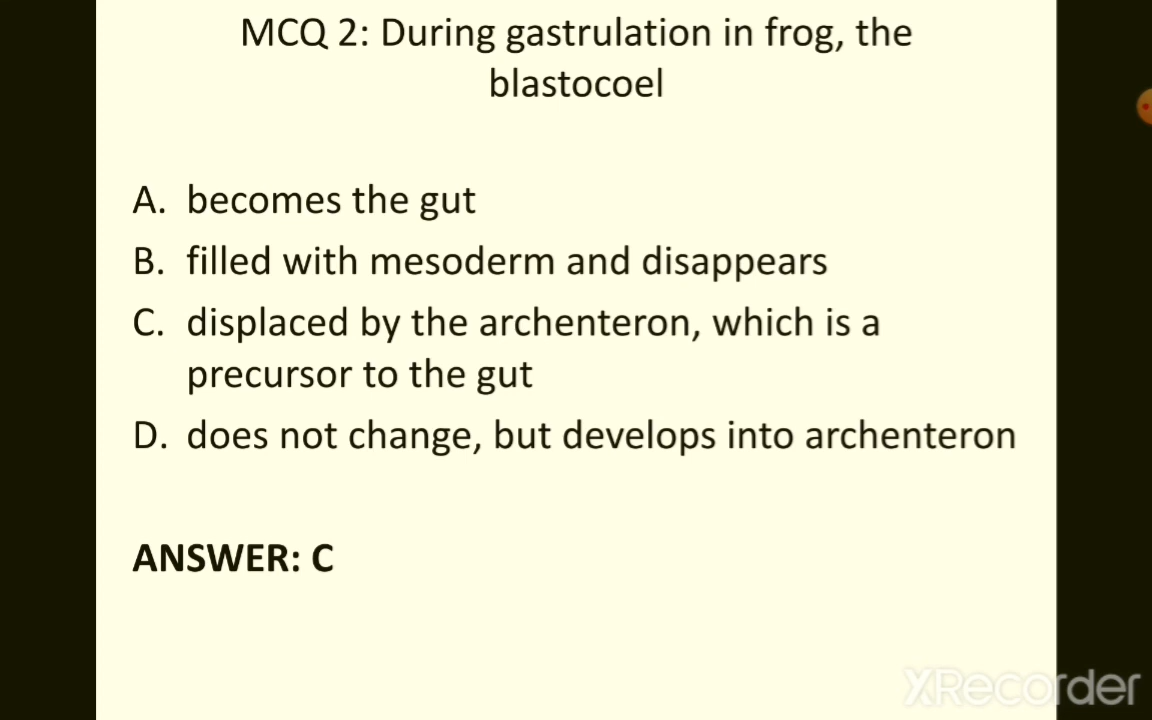 MCQ 2: During gastrulation in frog, the
blastocoel
A. becomes the gut
B. filled with mesoderm and disappears
C. displaced by the archenteron, which is a
precursor to the gut
D. does not change, but develops into archenteron
ANSWER: C
XRecorder